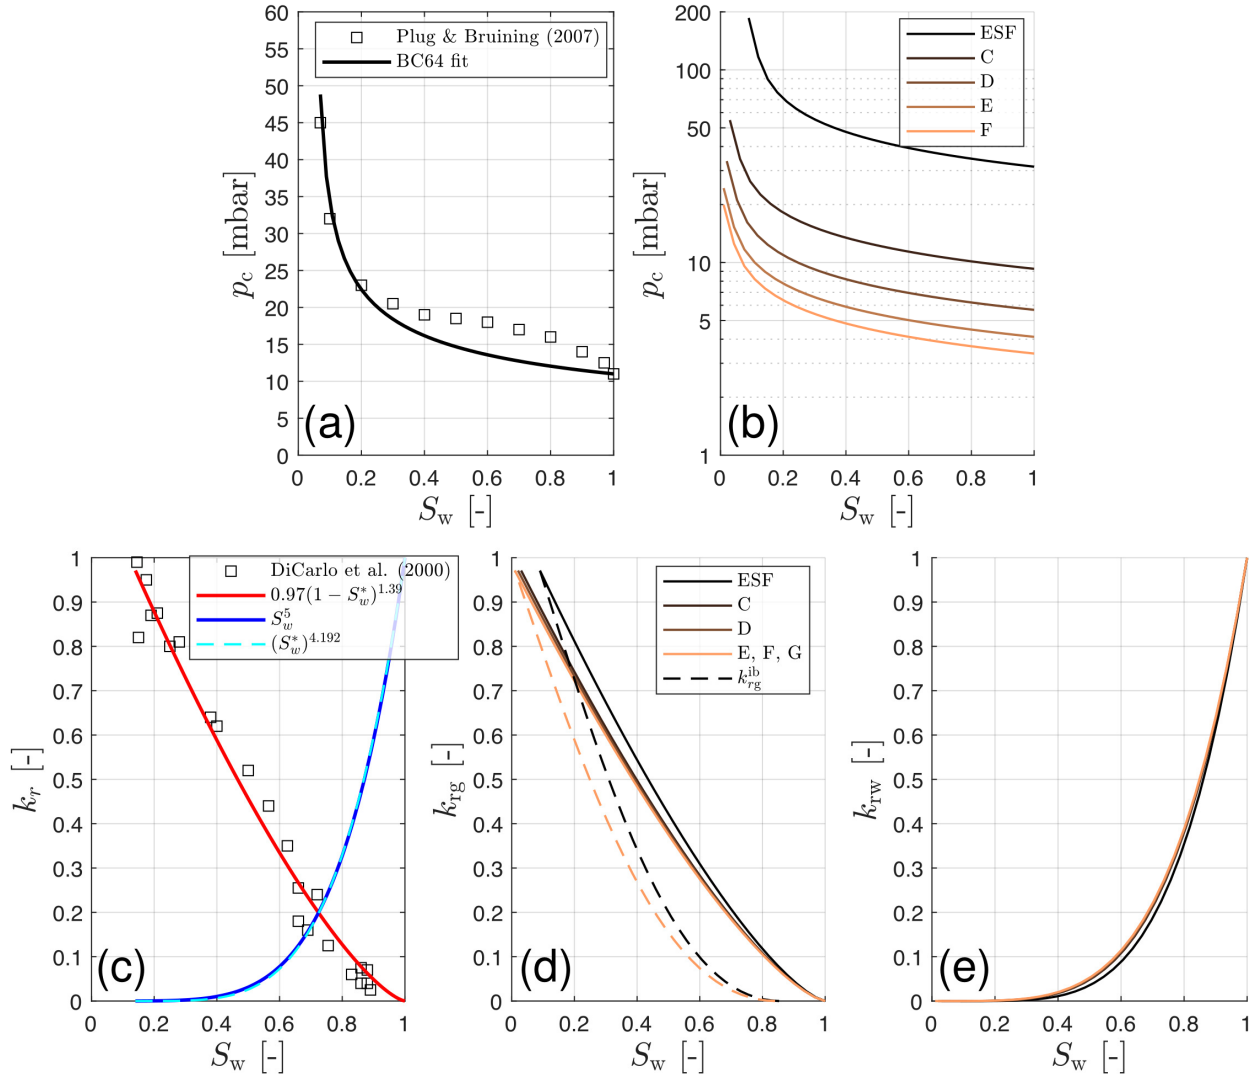 60
55
50
45
40
35
30
25
20
15
10
5
0
p_c [mbar]
Plug & Bruining (2007)
BC64 fit
(a)
0 0.2 0.4 0.6 0.8 1
S_w [-]
200
100
50
10
5
1
p_c [mbar]
ESF
C
D
E
F
(b)
0 0.2 0.4 0.6 0.8 1
S_w [-]
1
0.9
0.8
0.7
0.6
0.5
0.4
0.3
0.2
0.1
0
k_r [-]
DiCarlo et al. (2000)
0.97(1 − S_w^*)^{1.39}
S_w^5
(S_w^*)^{4.192}
(c)
0 0.2 0.4 0.6 0.8 1
S_w [-]
1
0.9
0.8
0.7
0.6
0.5
0.4
0.3
0.2
0.1
0
k_rg [-]
ESF
C
D
E, F, G
k_{rg}^{ib}
(d)
0 0.2 0.4 0.6 0.8 1
S_w [-]
1
0.9
0.8
0.7
0.6
0.5
0.4
0.3
0.2
0.1
0
k_rw [-]
(e)
0 0.2 0.4 0.6 0.8 1
S_w [-]